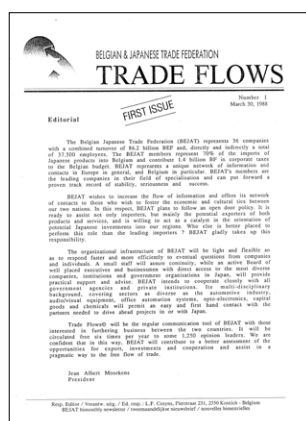 BELGIAN & JAPANESE TRADE FEDERATION
TRADE FLOWS
Number 1
March 30, 1988
FIRST ISSUE
Editorial
The Belgian Japanese Trade Federation (BEJAT) represents 56 companies
with a combined turnover of 86.2 billion BEF and, directly and indirectly a total
of 37,500 employees. The BEJAT members represent 70% of the imports of
Japanese products into Belgium and contribute 1.4 billion BF in corporate taxes
to the Belgian budget. BEJAT represents a unique network of information and
contacts in Europe in general, and Belgium in particular. BEJAT's members are
the leading companies in their field of specialisation and can put forward a
proven track record of stability, seriousness and success.
BEJAT wishes to increase the flow of information and offers its network
of contacts to those who wish to foster the economic and cultural ties between
our two nations. In this respect, BEJAT plans to follow an open door policy. It is
ready to assist not only importers, but mainly the potential exporters of both
products and services, and is willing to act as a catalyst in the orientation of
potential Japanese investments into our regions. Who else is better placed to
perform this role than the leading importers ? BEJAT gladly takes up this
responsibility.
The organizational infrastructure of BEJAT will be light and flexible so
as to respond faster and more efficiently to eventual questions from companies
and individuals. A small staff will assure continuity, while an active Board of
well placed executives and businessmen with direct access to the most diverse
companies, institutions and government organisations in Japan, will provide
practical support and advice. BEJAT intends to cooperate closely with all
government agencies and private institutions. Its multi-disciplinary
background, covering sectors as diverse as the automotive industry,
audio/visual equipment, office automation systems, opto-electronics, capital
goods and chemicals will permit an easy and first hand contact with the
partners needed to drive ahead projects in or with Japan.
Trade Flows® will be the regular communication tool of BEJAT with those
interested in furthering business between the two countries. It will be
circulated free six times per year to some 1,250 opinion leaders. We are
confident that in this way, BEJAT will contribute to a better assessment of the
opportunities for export, investments and cooperation and assist in a
pragmatic way to the free flow of trade.
Jean Albert Moorkens
President
Resp. Editor / Verantw. uitg. / Ed. resp.: L.F. Coeyns, Pierstraat 231, 2550 Kontich - Belgium
BEJAT bimonthly newsletter / tweemaandelijkse nieuwsbrief / nouvelles bimestrielles